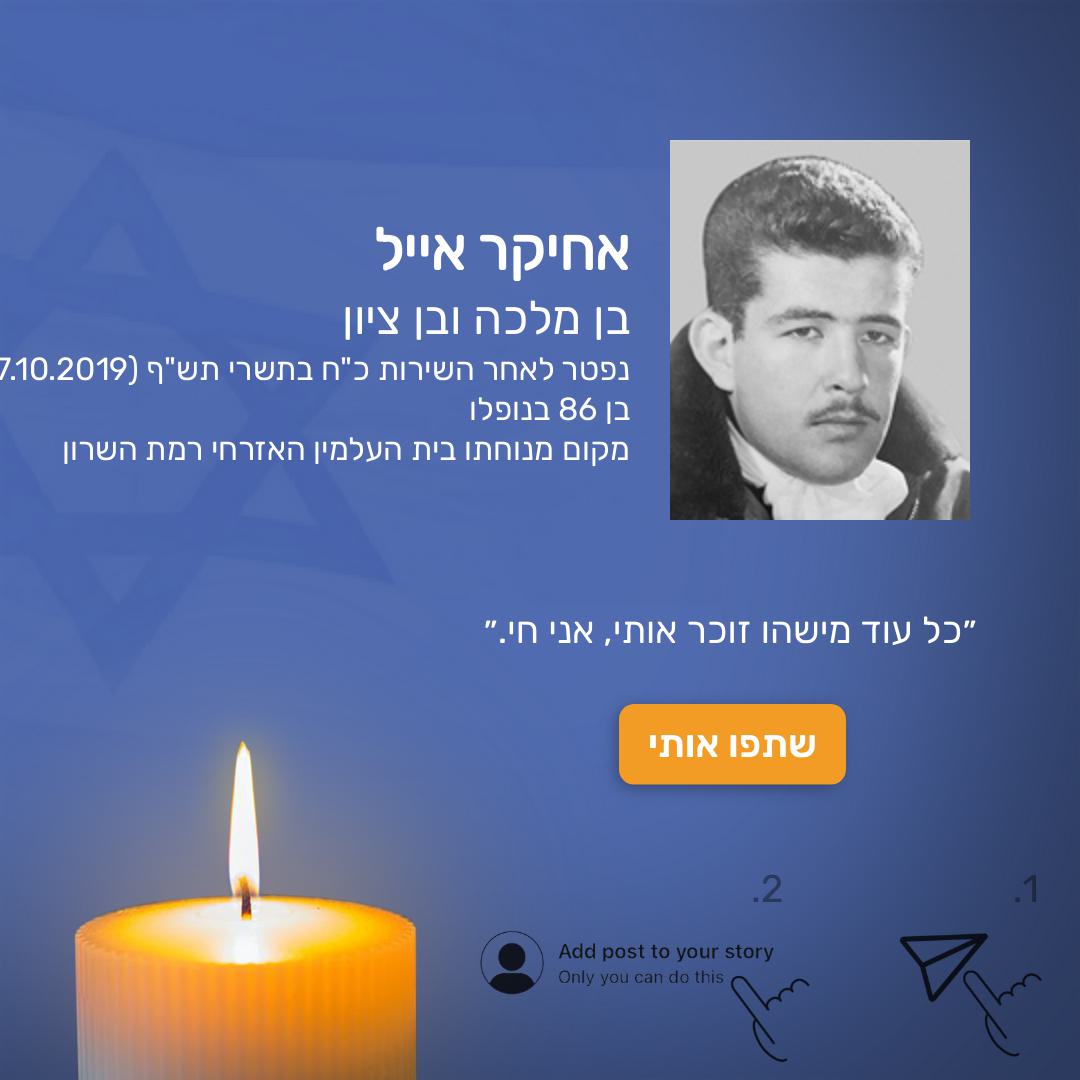 אחיקר אייל
בן מלכה ובן ציון
נפטר לאחר השירות כ"ח בתשרי תש"ף (7.10.2019
בן 86 בנופלו
מקום מנוחתו בית העלמין האזרחי רמת השרון
״כל עוד מישהו זוכר אותי, אני חי.״
שתפו אותי
.1
.2
Add post to your story
Only you can do this